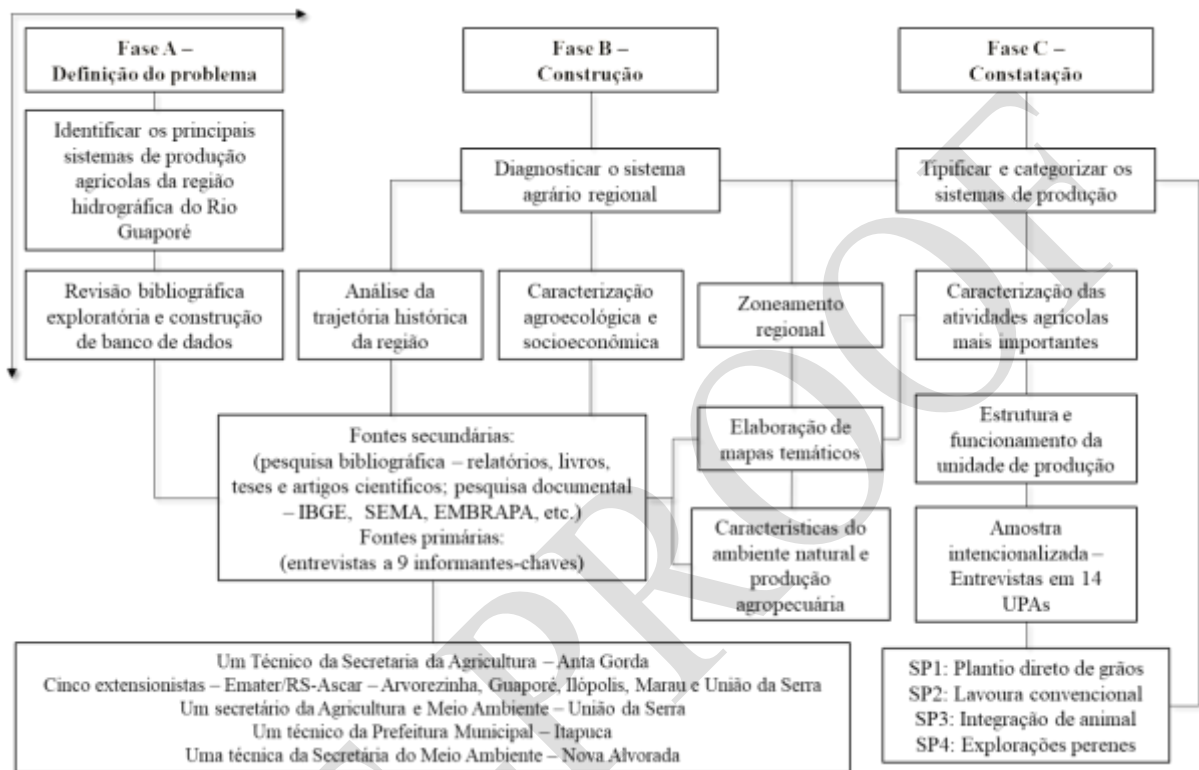 Fase A –
Definição do problema
Identificar os principais
sistemas de produção
agrícolas da região
hidrográfica do Rio
Guaporé
Revisão bibliográfica
exploratória e construção
de banco de dados
Fase B –
Construção
Diagnosticar o sistema
agrário regional
Análise da
trajetória histórica
da região
Caracterização
agroecológica e
socioeconômica
Zoneamento
regional
Fontes secundárias:
(pesquisa bibliográfica – relatórios, livros,
teses e artigos científicos; pesquisa documental
– IBGE, SEMA, EMBRAPA, etc.)
Fontes primárias:
(entrevistas a 9 informantes-chaves)
Elaboração de
mapas temáticos
Características do
ambiente natural e
produção
agropecuária
Um Técnico da Secretaria da Agricultura – Anta Gorda
Cinco extensionistas – Emater/RS-Ascar – Arvorezinha, Guaporé, Ilópolis, Marau e União da Serra
Um secretário da Agricultura e Meio Ambiente – União da Serra
Um técnico da Prefeitura Municipal – Itapuca
Uma técnica da Secretária do Meio Ambiente – Nova Alvorada
Fase C –
Constatação
Tipificar e categorizar os
sistemas de produção
Caracterização das
atividades agrícolas
mais importantes
Estrutura e
funcionamento da
unidade de produção
Amostra
intencionalizada –
Entrevistas em 14
UPAs
SP1: Plantio direto de grãos
SP2: Lavoura convencional
SP3: Integração de animal
SP4: Explorações perenes
PROOF